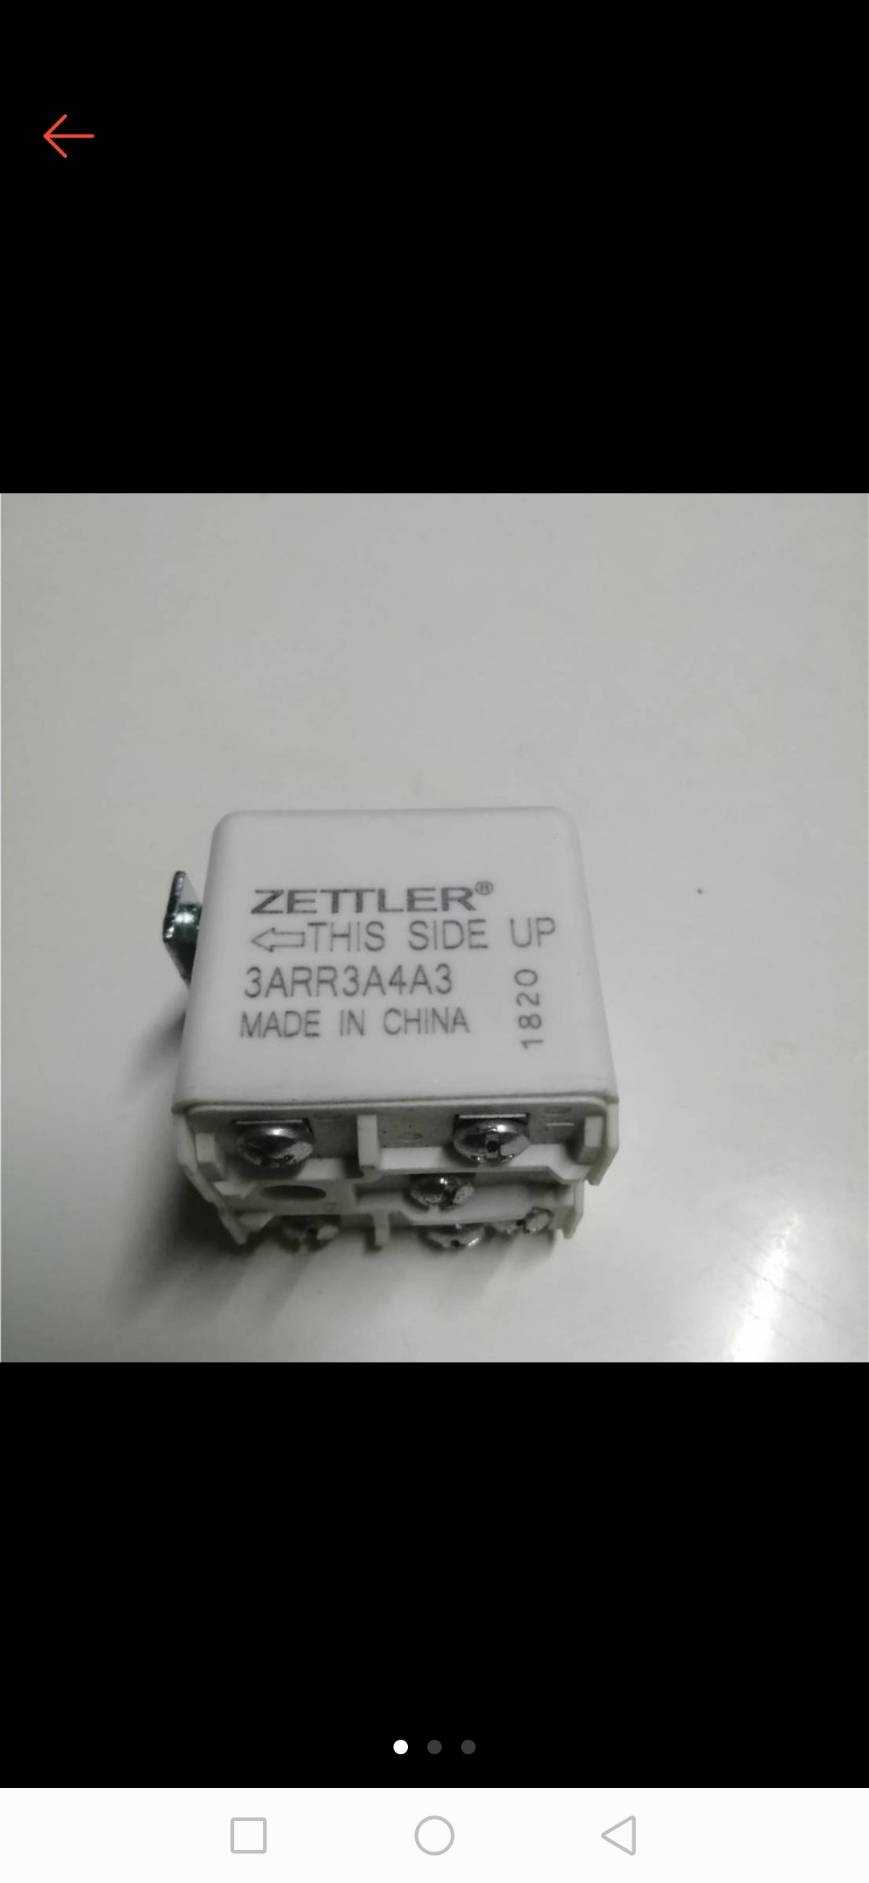 ZETTLER®
THIS SIDE UP
3ARR3A4A3
MADE IN CHINA
1820